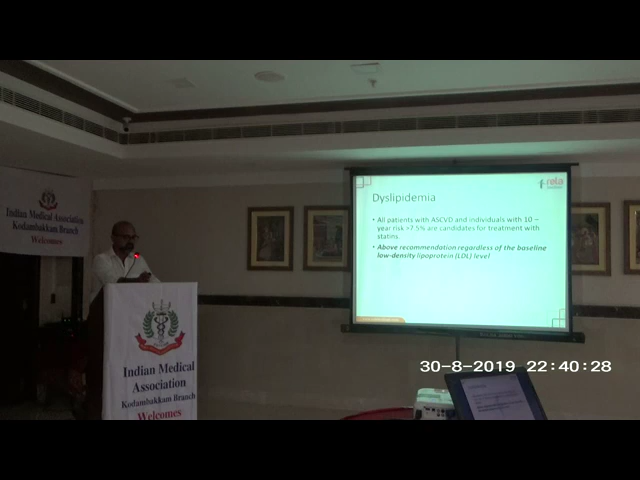 Indian Medical Association
Kodambakkam Branch
Welcomes
rela
Dyslipidemia
• All patients with ASCVD and individuals with 10 –
year risk >7.5% are candidates for treatment with
statins.
• Above recommendation regardless of the baseline
low-density lipoprotein (LDL) level
30-8-2019 22:40:28
Indian Medical
Association
Kodambakkam Branch
Welcomes